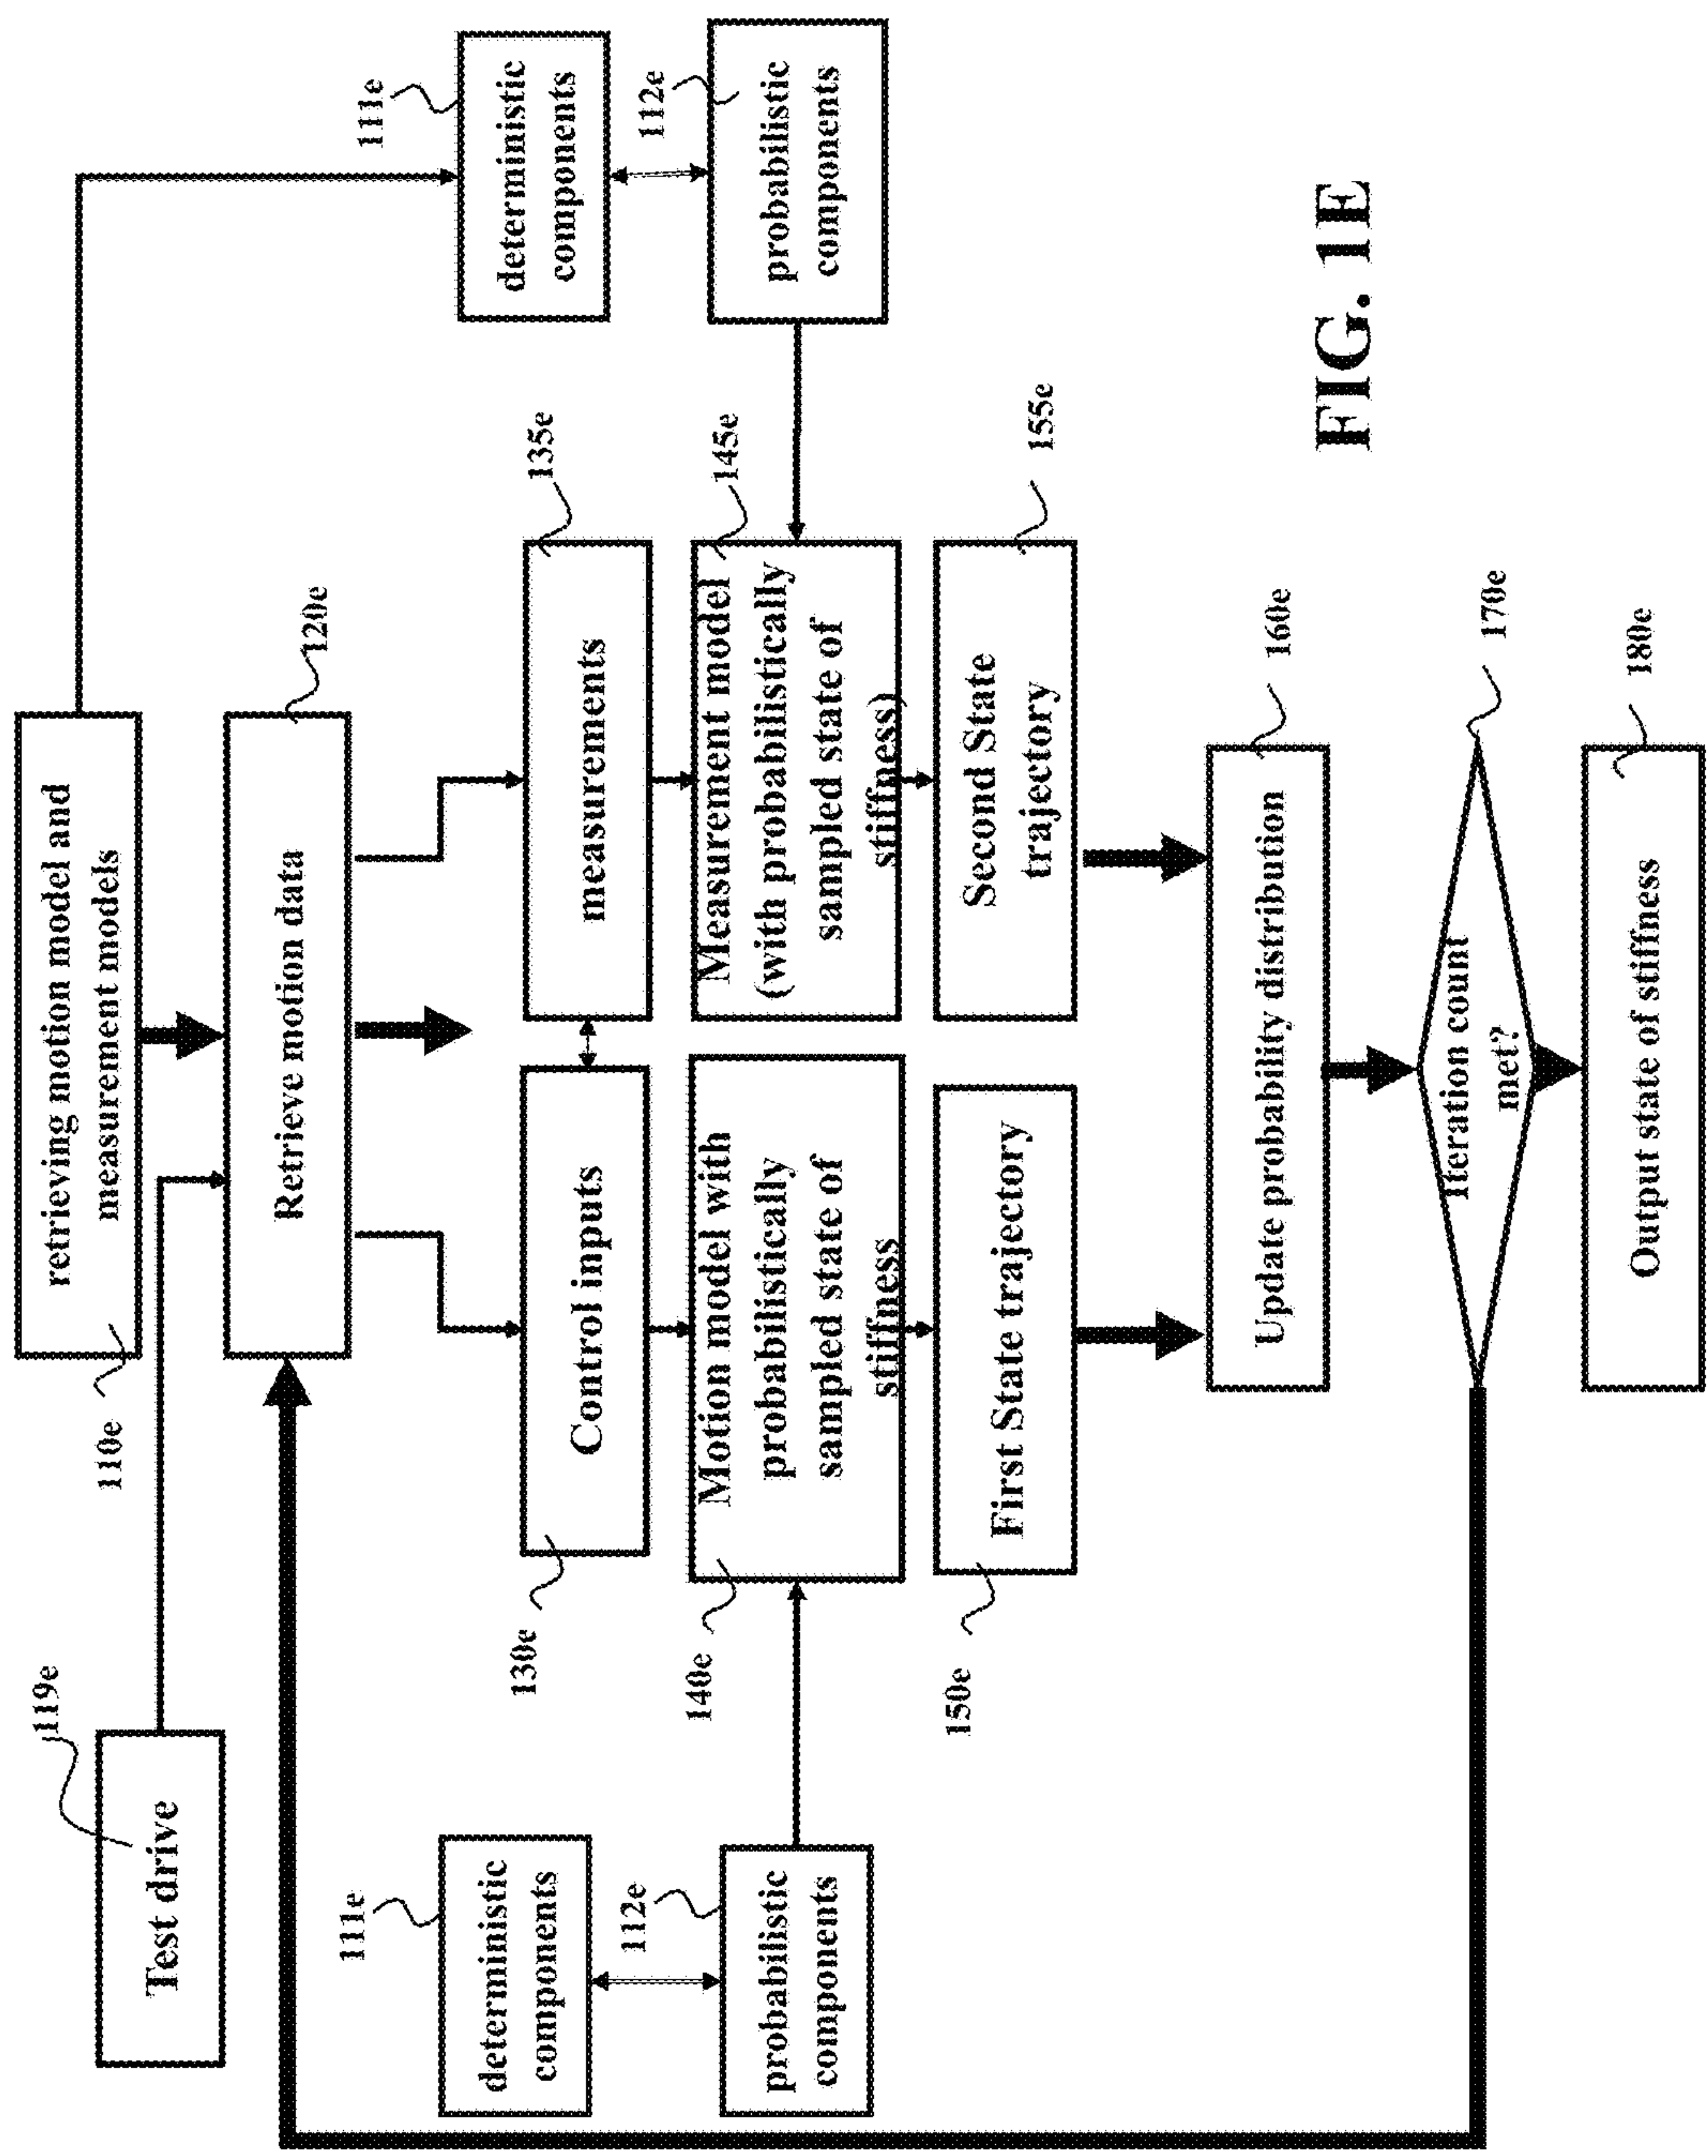 119e
Test drive
110e
retrieving motion model and
measurement models
120e
Retrieve motion data
111e
deterministic
components
112e
probabilistic
components
130e
Control inputs
135e
measurements
111e
deterministic
components
112e
probabilistic
components
140e
Motion model with
probabilistically
sampled state of
stiffness
145e
Measurement model
(with probabilistically
sampled state of
stiffness)
150e
First State trajectory
155e
Second State
trajectory
160e
Update probability distribution
170e
Iteration count
met?
180e
Output state of stiffness
FIG. 1E